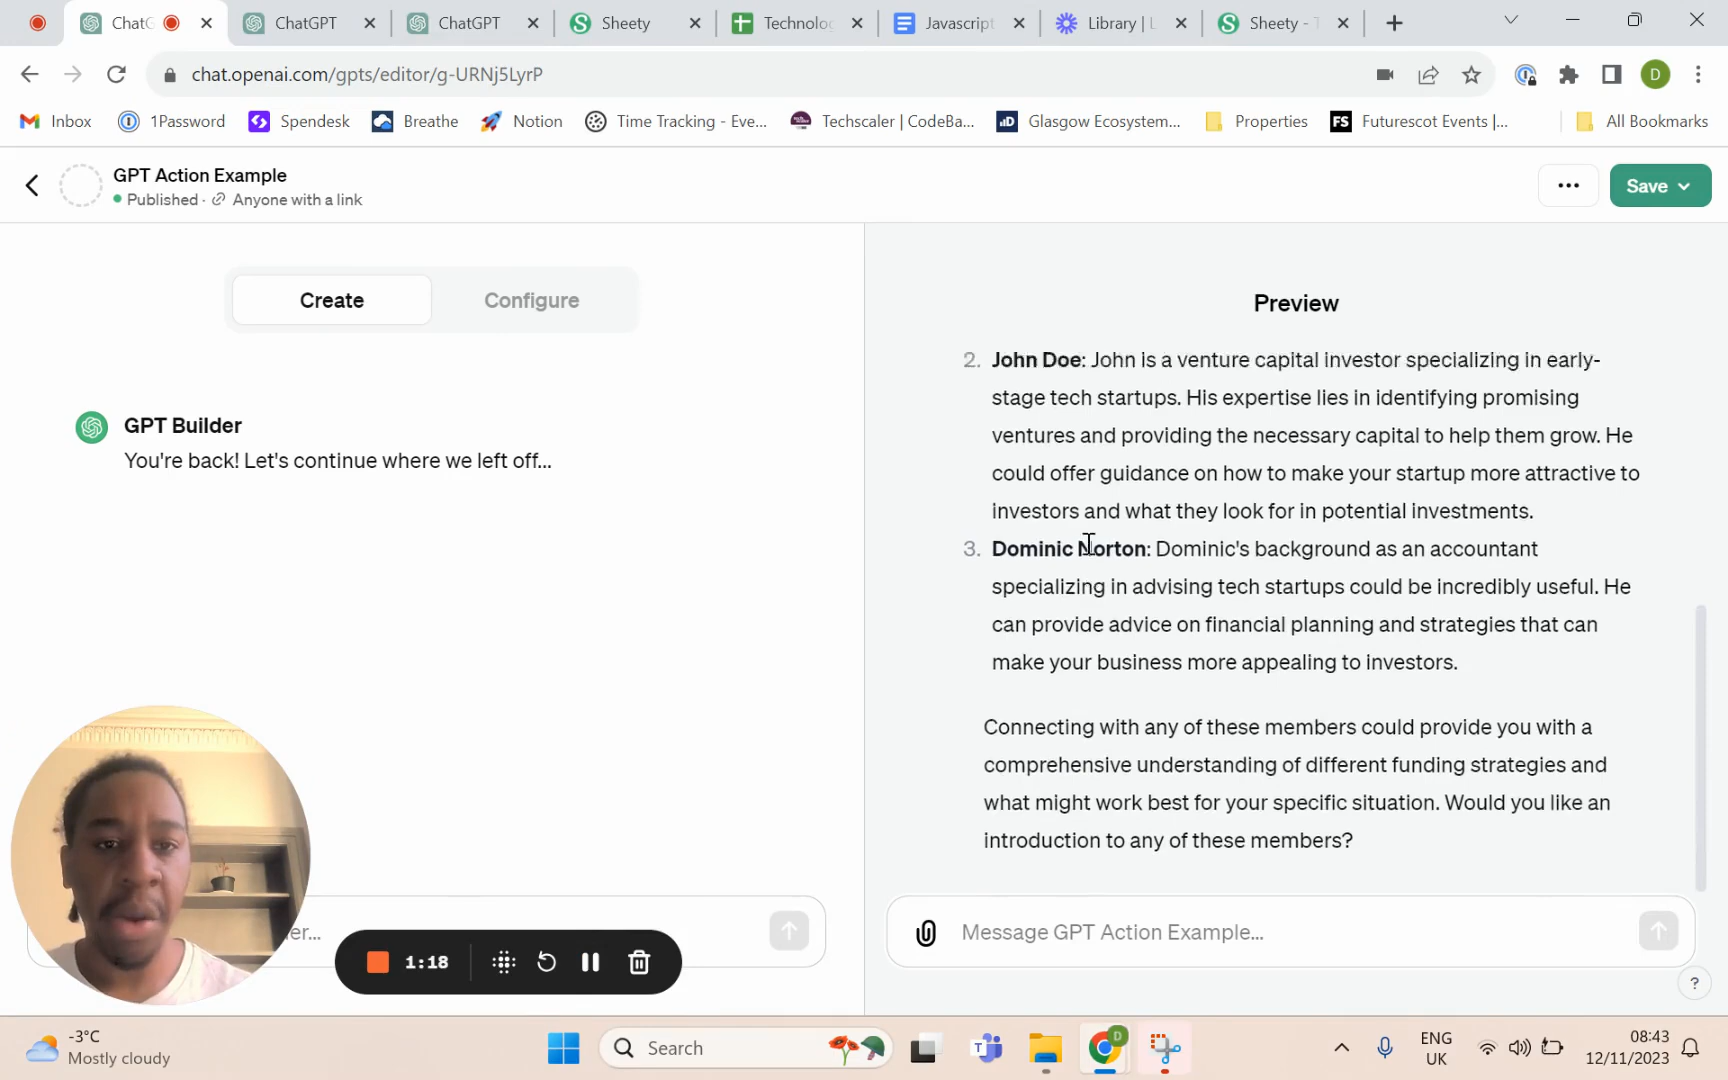 ChatG
ChatGPT
ChatGPT
Sheety
Technolog
Javascript
Library | L
Sheety - T
chat.openai.com/gpts/editor/g-URNj5LyrP
D
Inbox
1Password
Spendesk
Breathe
Notion
Time Tracking - Eve...
Techscaler | CodeBa...
Glasgow Ecosystem...
Properties
FS
Futurescot Events |...
All Bookmarks
GPT Action Example
Published · Anyone with a link
Save
Create
Configure
Preview
GPT Builder
You're back! Let's continue where we left off...
2. John Doe: John is a venture capital investor specializing in early-
stage tech startups. His expertise lies in identifying promising
ventures and providing the necessary capital to help them grow. He
could offer guidance on how to make your startup more attractive to
investors and what they look for in potential investments.
3. Dominic Norton: Dominic's background as an accountant
specializing in advising tech startups could be incredibly useful. He
can provide advice on financial planning and strategies that can
make your business more appealing to investors.
Connecting with any of these members could provide you with a
comprehensive understanding of different funding strategies and
what might work best for your specific situation. Would you like an
introduction to any of these members?
er...
Message GPT Action Example...
1:18
?
-3°C
Mostly cloudy
Search
D
ENG
UK
08:43
12/11/2023